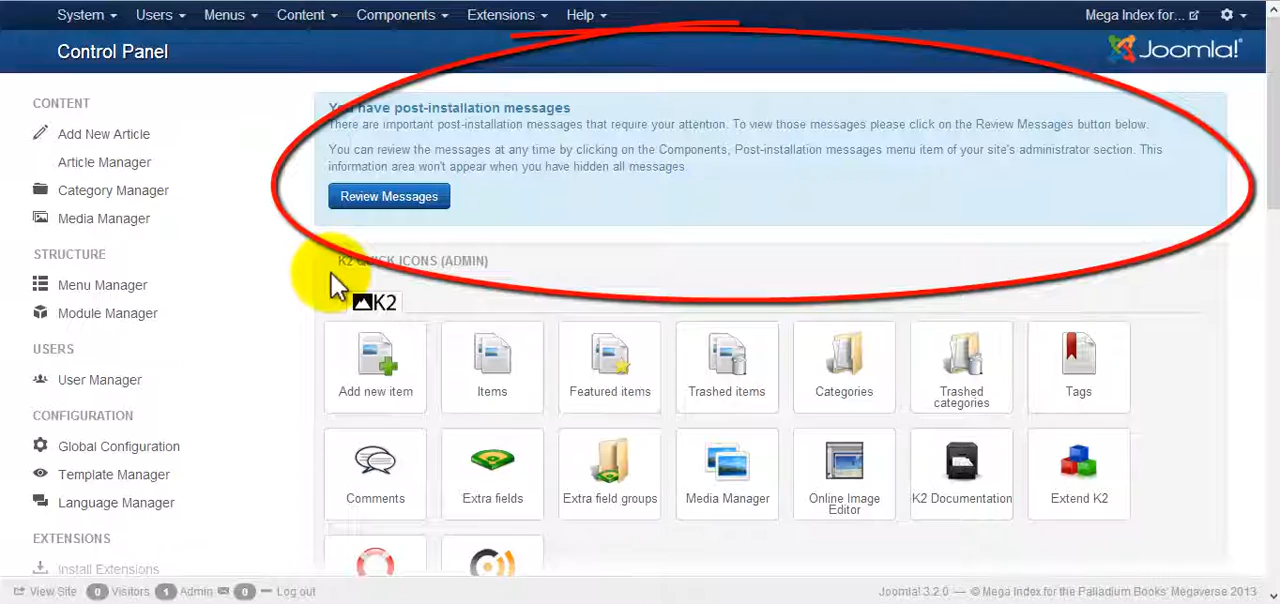 System Users Menus Content Components Extensions Help Mega Index for...
Control Panel Joomla!®
CONTENT
Add New Article
Article Manager
Category Manager
Media Manager
STRUCTURE
Menu Manager
Module Manager
USERS
User Manager
CONFIGURATION
Global Configuration
Template Manager
Language Manager
EXTENSIONS
Install Extensions
You have post-installation messages
There are important post-installation messages that require your attention. To view those messages please click on the Review Messages button below.
You can review the messages at any time by clicking on the Components, Post-installation messages menu item of your site's administrator section. This
information area won't appear when you have hidden all messages.
Review Messages
K2 QUICK ICONS (ADMIN)
K2
Add new item
Items
Featured items
Trashed items
Categories
Trashed
categories
Tags
Comments
Extra fields
Extra field groups
Media Manager
Online Image
Editor
K2 Documentation
Extend K2
View Site 0 Visitors 1 Admin 0 Log out Joomla! 3.2.0 — © Mega Index for the Palladium Books' Megaverse 2013